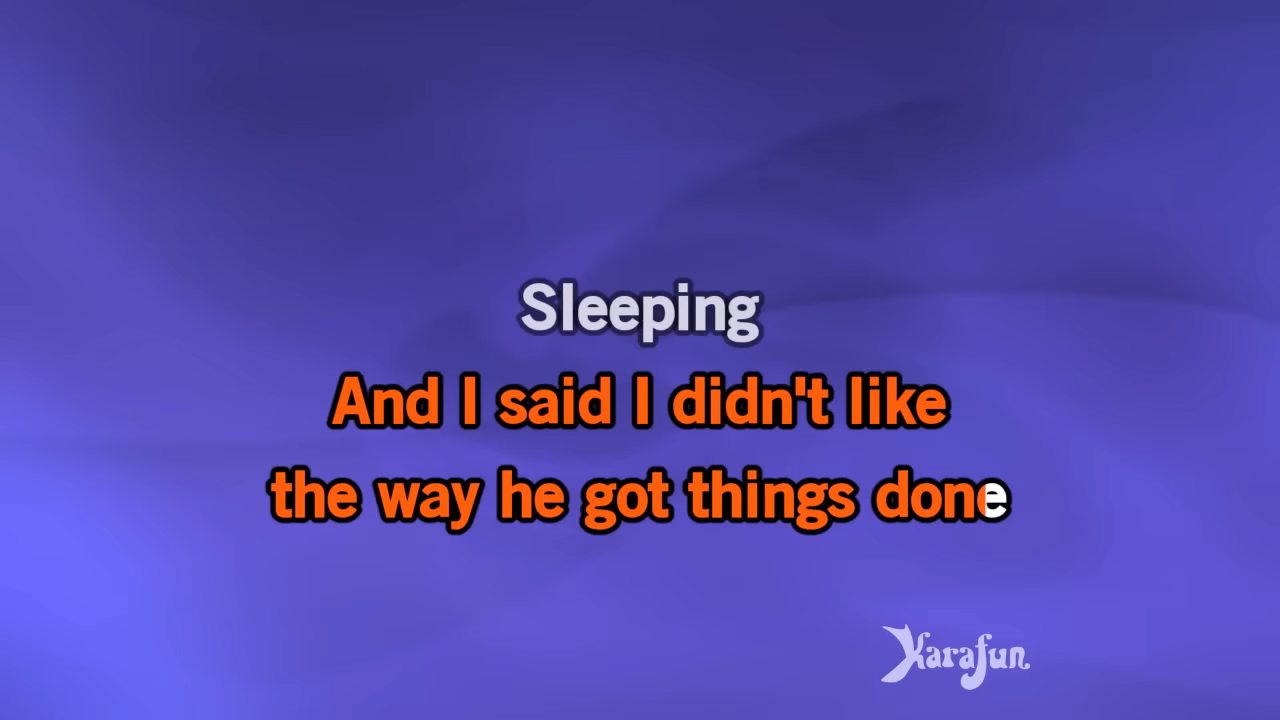 Sleeping
And I said I didn't like
the way he got things done
Karafun